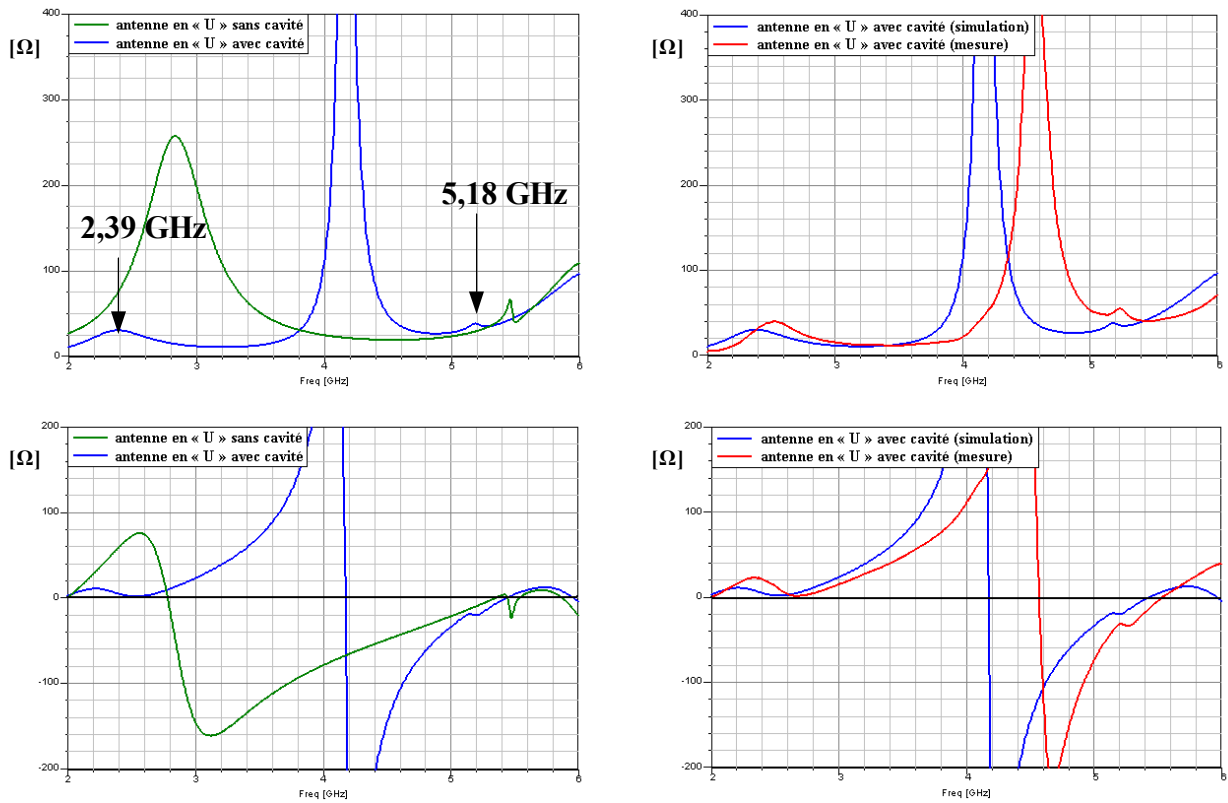 400
antenne en « U » sans cavité
antenne en « U » avec cavité
[Ω]
300
200
5,18 GHz
2,39 GHz
100
0
2
3
4
5
6
Freq [GHz]
400
antenne en « U » avec cavité (simulation)
antenne en « U » avec cavité (mesure)
[Ω]
300
200
100
0
2
3
4
5
6
Freq [GHz]
200
antenne en « U » sans cavité
antenne en « U » avec cavité
[Ω]
100
0
-100
-200
2
3
4
5
6
Freq [GHz]
200
antenne en « U » avec cavité (simulation)
antenne en « U » avec cavité (mesure)
[Ω]
100
0
-100
-200
2
3
4
5
6
Freq [GHz]